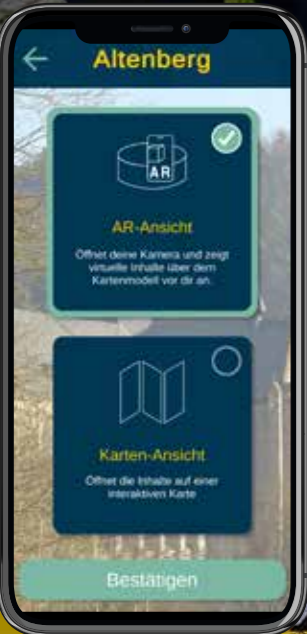 Altenberg
AR
AR-Ansicht
Öffnet deine Kamera und zeigt
virtuelle Inhalte über dem
Kartenmodell vor dir an.
Karten-Ansicht
Öffnet die Inhalte auf einer
interaktiven Karte
Bestätigen